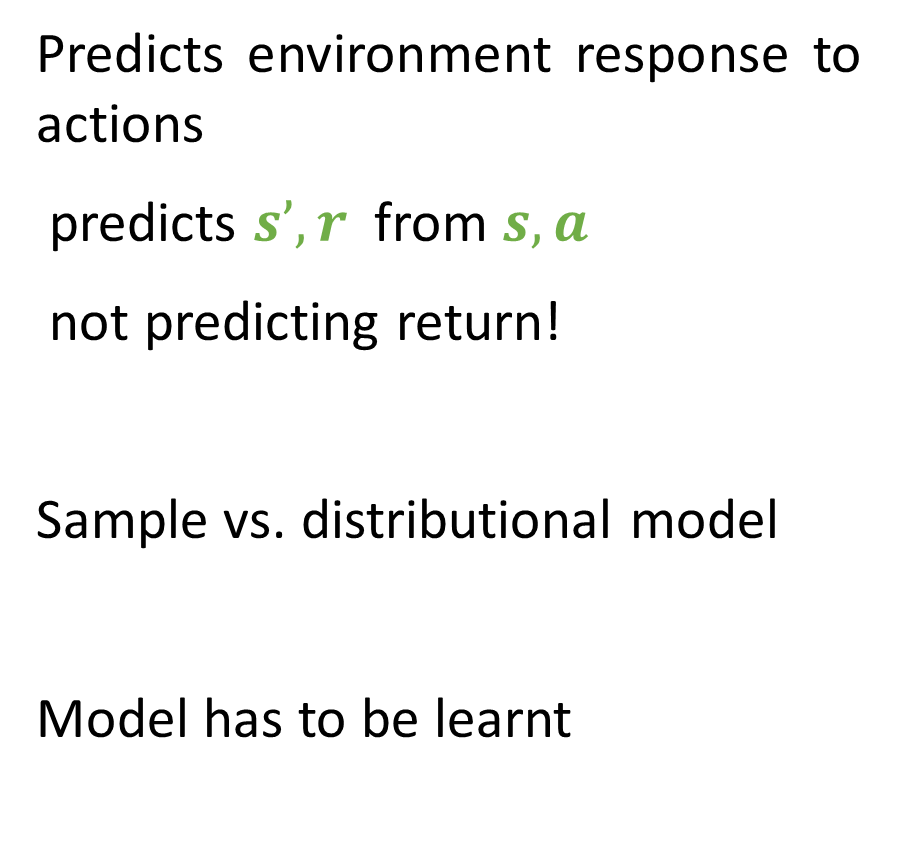 Predicts environment response to
actions
predicts s’, r from s, a
not predicting return!
Sample vs. distributional model
Model has to be learnt